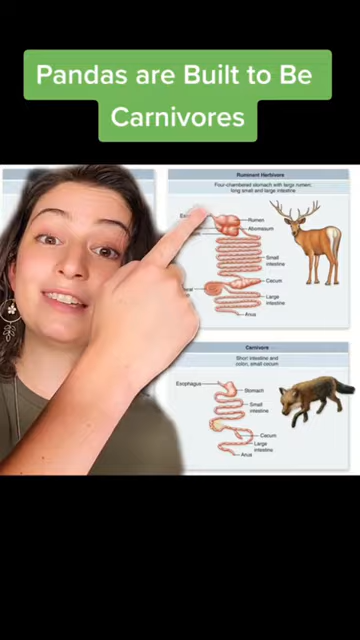 Pandas are Built to Be
Carnivores
Ruminant Herbivore
Four-chambered stomach with large rumen;
long small and large intestine
Rumen
Abomasum
Small
intestine
Cecum
Large
intestine
Anus
Carnivore
Short intestine and
colon, small cecum
Esophagus
Stomach
Small
intestine
Cecum
Large
intestine
Anus